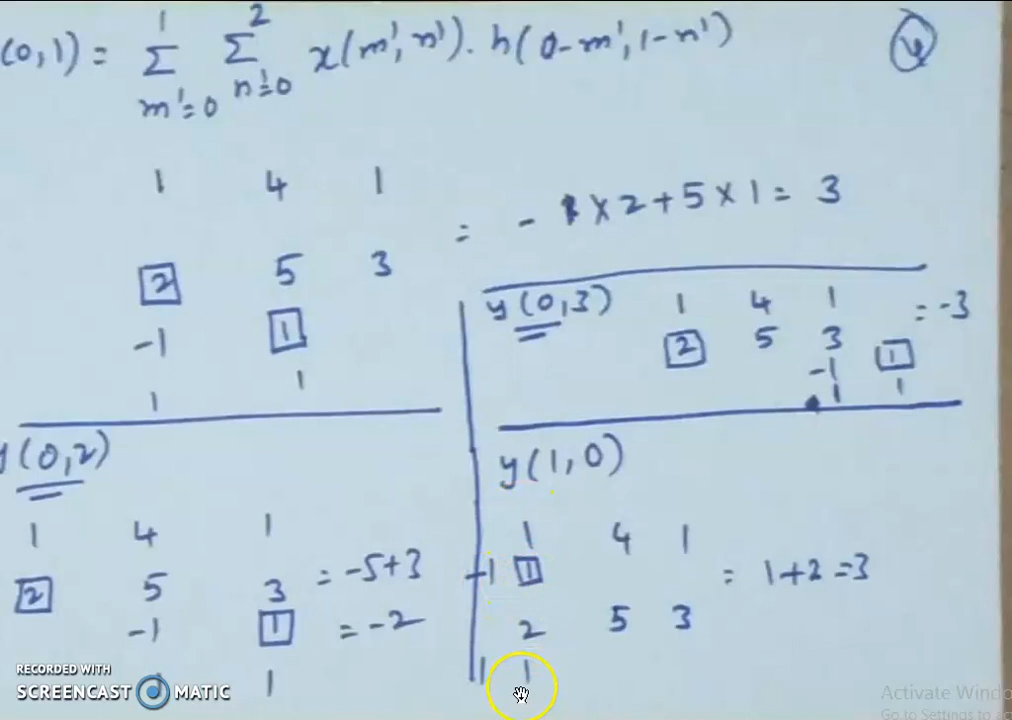 (0,1) = 1 Σ m'=0 2 Σ n'=0 x(m', n') . h(0-m', 1-n')
4
1 4 1
2 5 3
-1 1
1 1
= - 1 × 2 + 5 × 1 = 3
y(0,3)
1 4 1
2 5 3
-1 1
1 1
= -3
y(0,2)
1 4 1
2 5 3
-1 1
1
= -5+3
= -2
y(1,0)
1 4 1
-1 1
2 5 3
1 1
= 1+2=3
RECORDED WITH
SCREENCAST MATIC
Activate Windo
Go to Settings to Ac